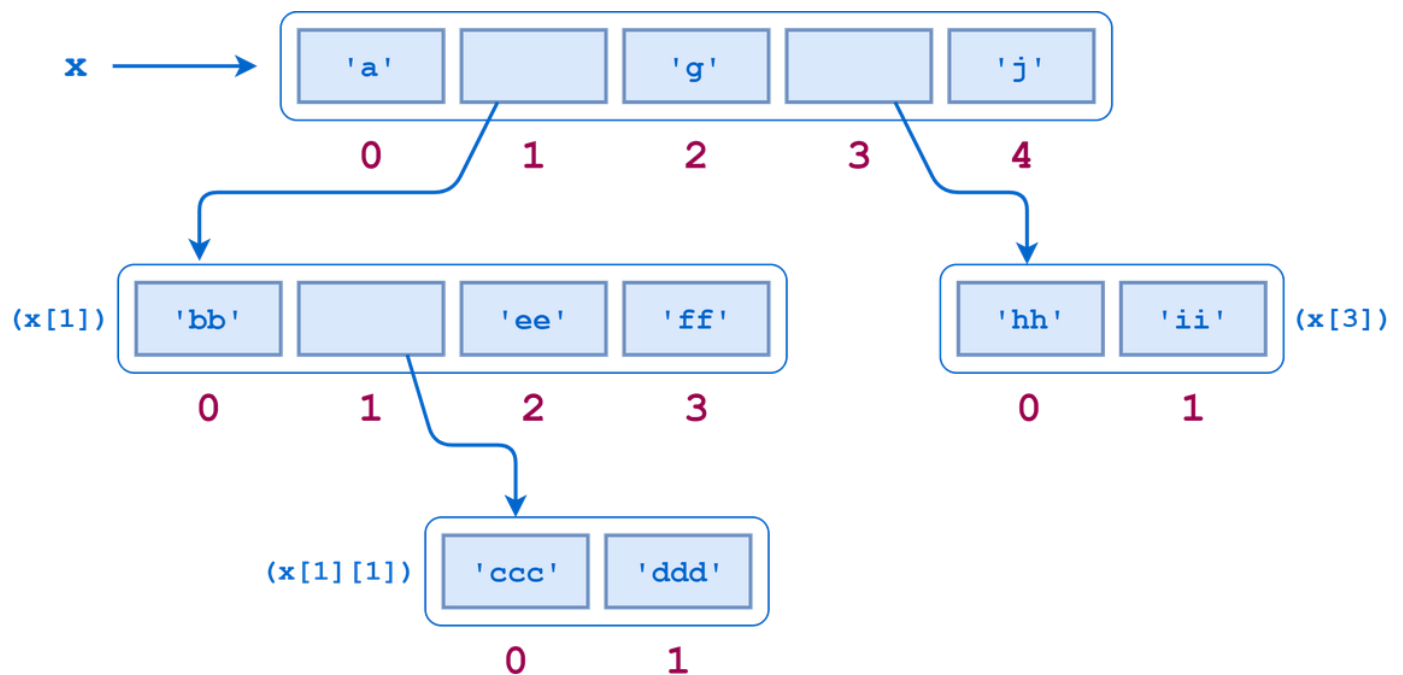 x 'a' 'g' 'j'
0 1 2 3 4
(x[1]) 'bb' 'ee' 'ff' 'hh' 'ii' (x[3])
0 1 2 3 0 1
(x[1][1]) 'ccc' 'ddd'
0 1